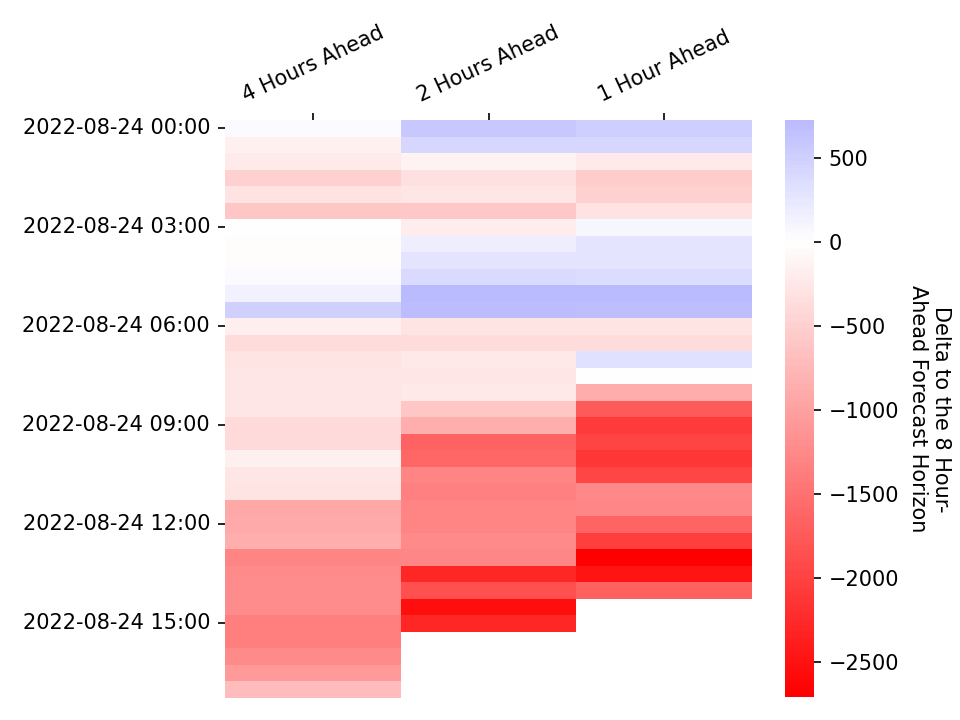 4 Hours Ahead
2 Hours Ahead
1 Hour Ahead
2022-08-24 00:00
2022-08-24 03:00
2022-08-24 06:00
2022-08-24 09:00
2022-08-24 12:00
2022-08-24 15:00
500
0
−500
−1000
−1500
−2000
−2500
Delta to the 8 Hour-
Ahead Forecast Horizon